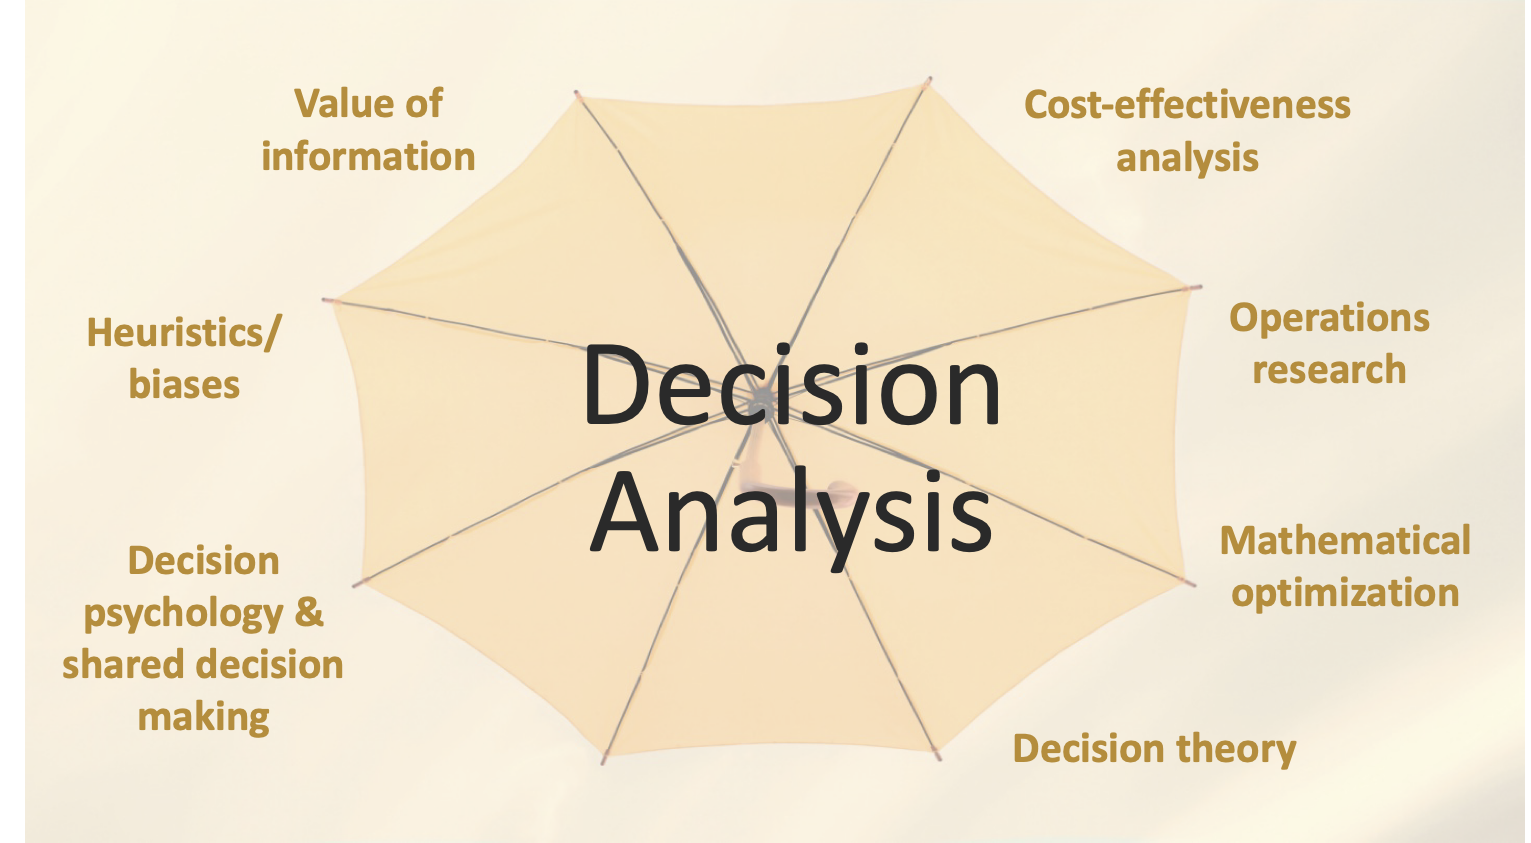 Value of
information
Cost-effectiveness
analysis
Heuristics/
biases
Operations
research
Decision
Analysis
Decision
psychology &
shared decision
making
Mathematical
optimization
Decision theory